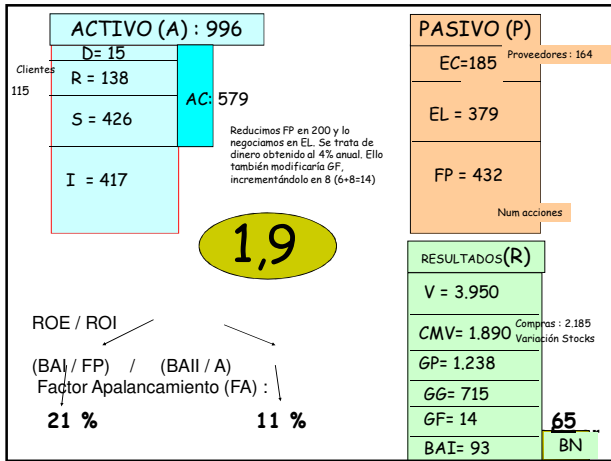 ACTIVO (A) : 996
D= 15
Clientes
115
R = 138
AC: 579
S = 426
I = 417
Reducimos FP en 200 y lo
negociamos en EL. Se trata de
dinero obtenido al 4% anual. Ello
también modificaría GF,
incrementándolo en 8 (6+8=14)
PASIVO (P)
EC=185
Proveedores : 164
EL = 379
FP = 432
Num acciones
1,9
RESULTADOS(R)
V = 3.950
CMV= 1.890
Compras : 2.185
Variación Stocks
GP= 1.238
GG= 715
GF= 14
BAI= 93
65
BN
ROE / ROI
(BAI / FP) / (BAII / A)
Factor Apalancamiento (FA) :
21 % 11 %